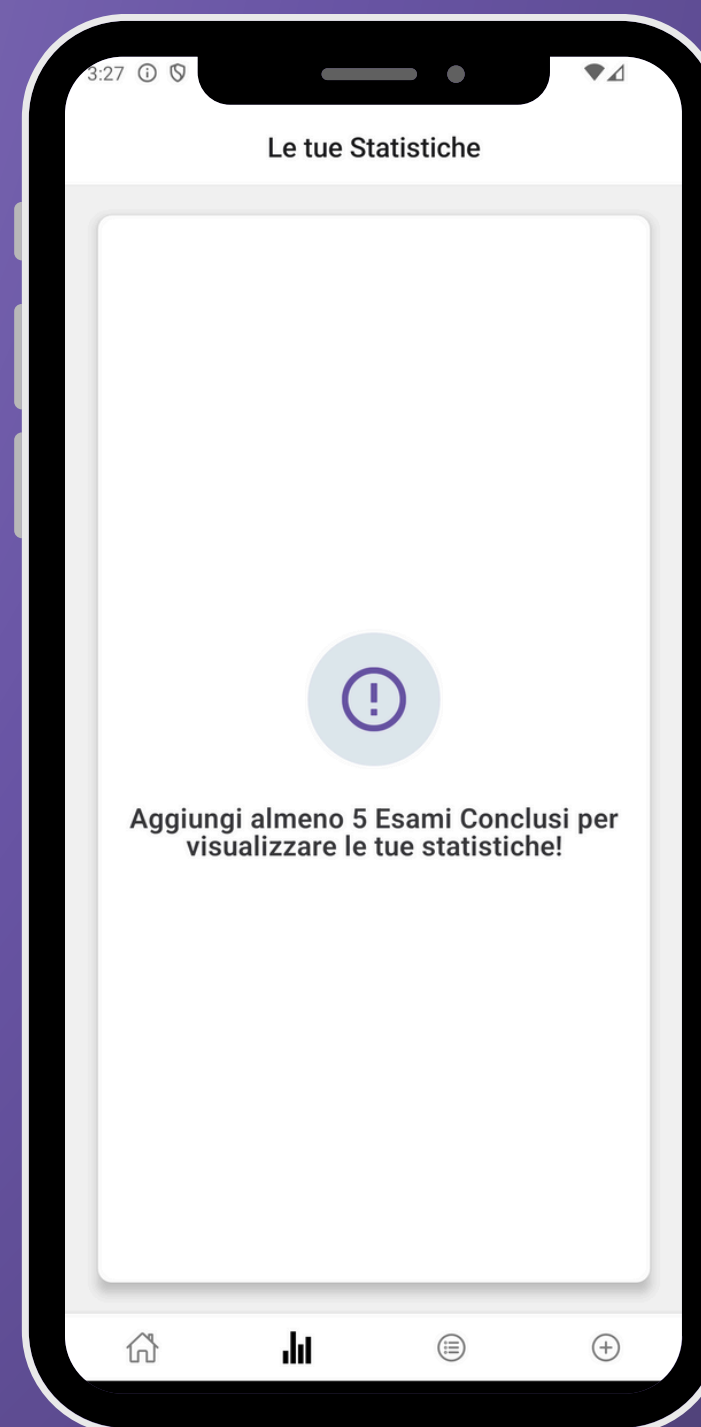 3:27
Le tue Statistiche
Aggiungi almeno 5 Esami Conclusi per
visualizzare le tue statistiche!